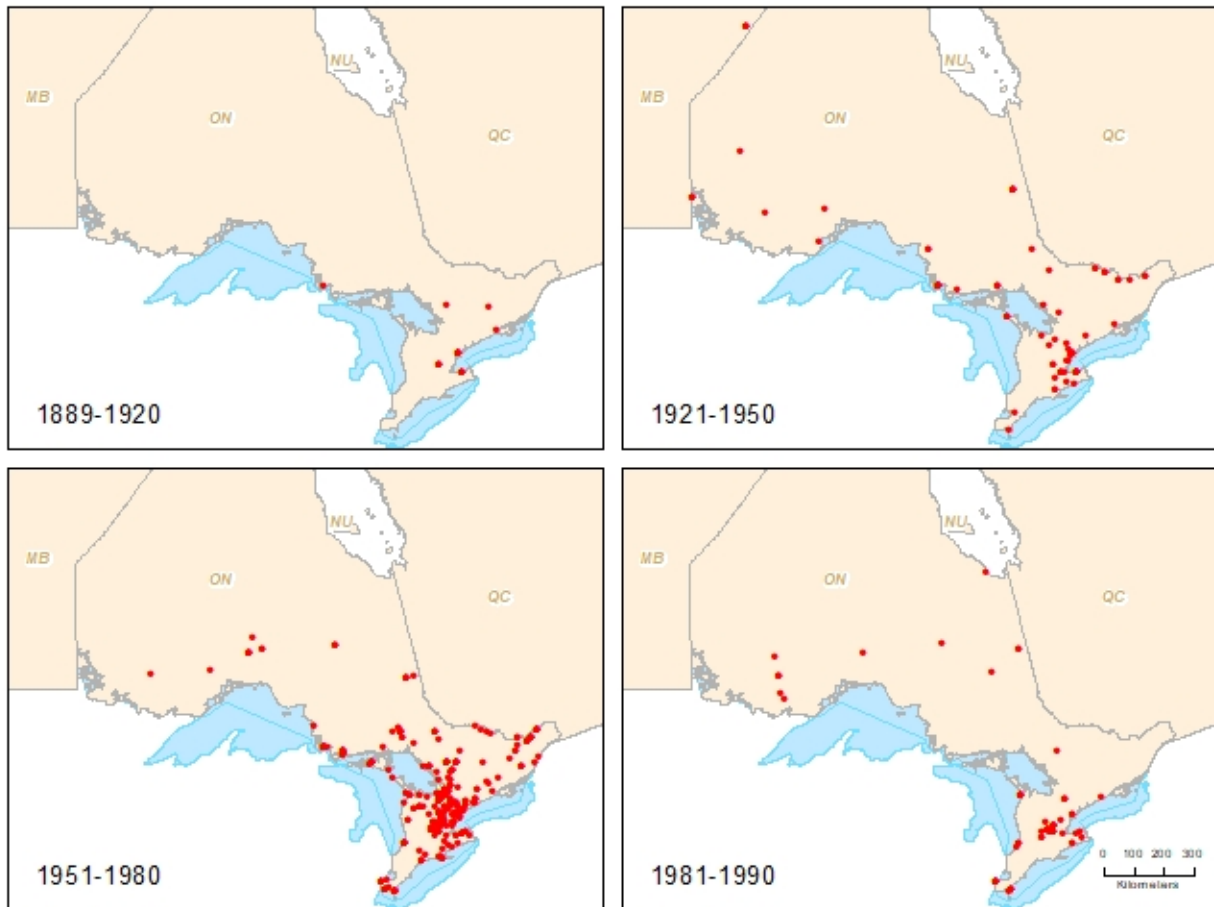 NU
MB
ON
QC
1889-1920
NU
MB
ON
QC
1921-1950
NU
MB
ON
QC
1951-1980
NU
MB
ON
QC
1981-1990
0 100 200 300
Kilometers